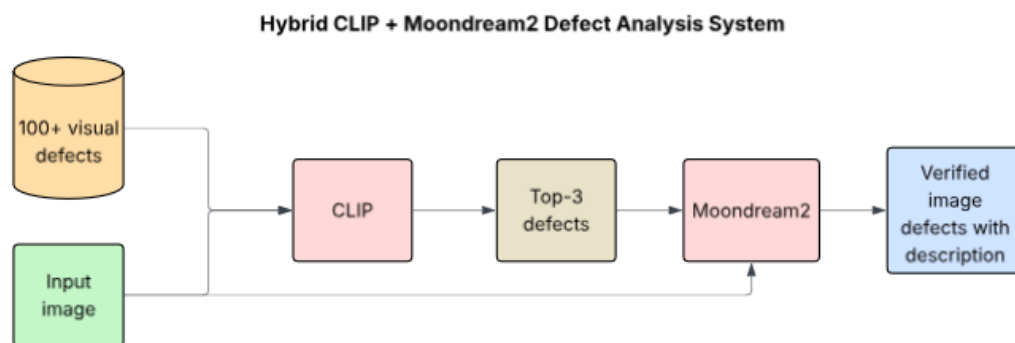 Hybrid CLIP + Moondream2 Defect Analysis System
100+ visual
defects
Input
image
CLIP
Top-3
defects
Moondream2
Verified
image
defects with
description